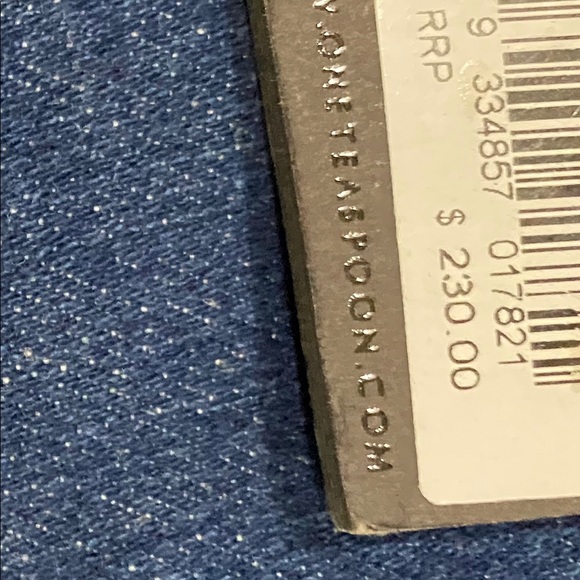 Y.ONETEASPOON.COM
RRP $ 230.00
9 334857 017821